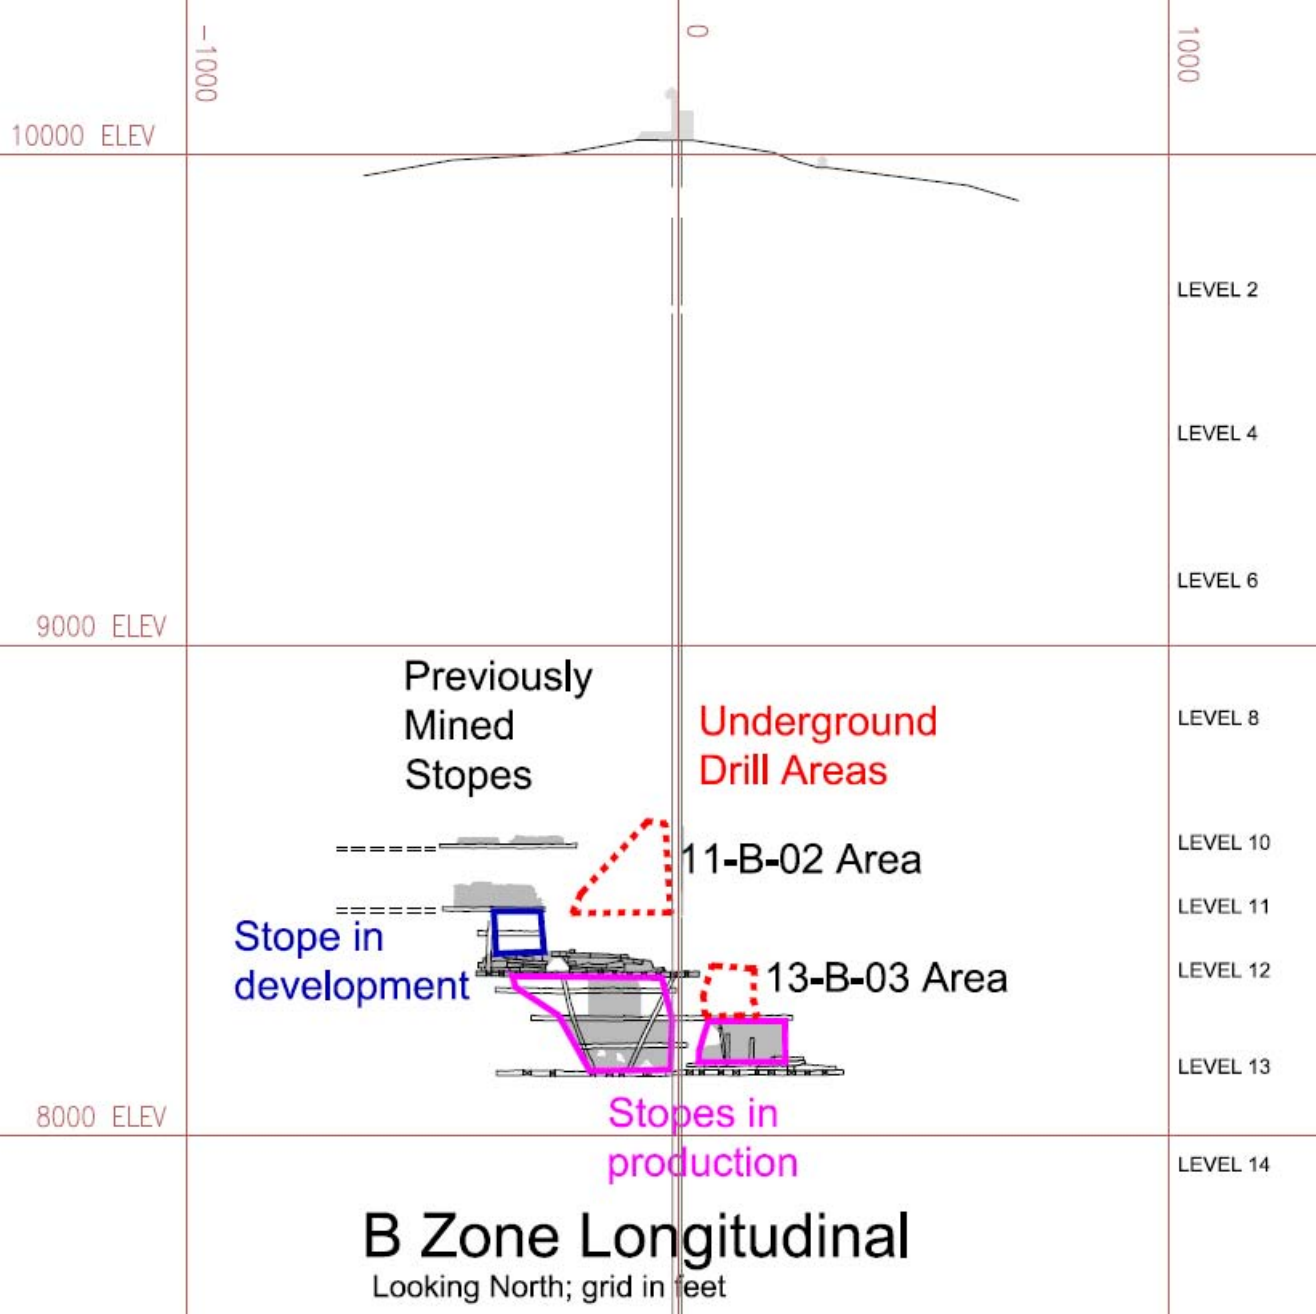 -1000
0
1000
10000 ELEV
LEVEL 2
LEVEL 4
LEVEL 6
9000 ELEV
Previously
Mined
Stopes
Underground
Drill Areas
LEVEL 8
LEVEL 10
11-B-02 Area
LEVEL 11
Stope in
development
LEVEL 12
13-B-03 Area
LEVEL 13
8000 ELEV
Stopes in
production
LEVEL 14
B Zone Longitudinal
Looking North; grid in feet